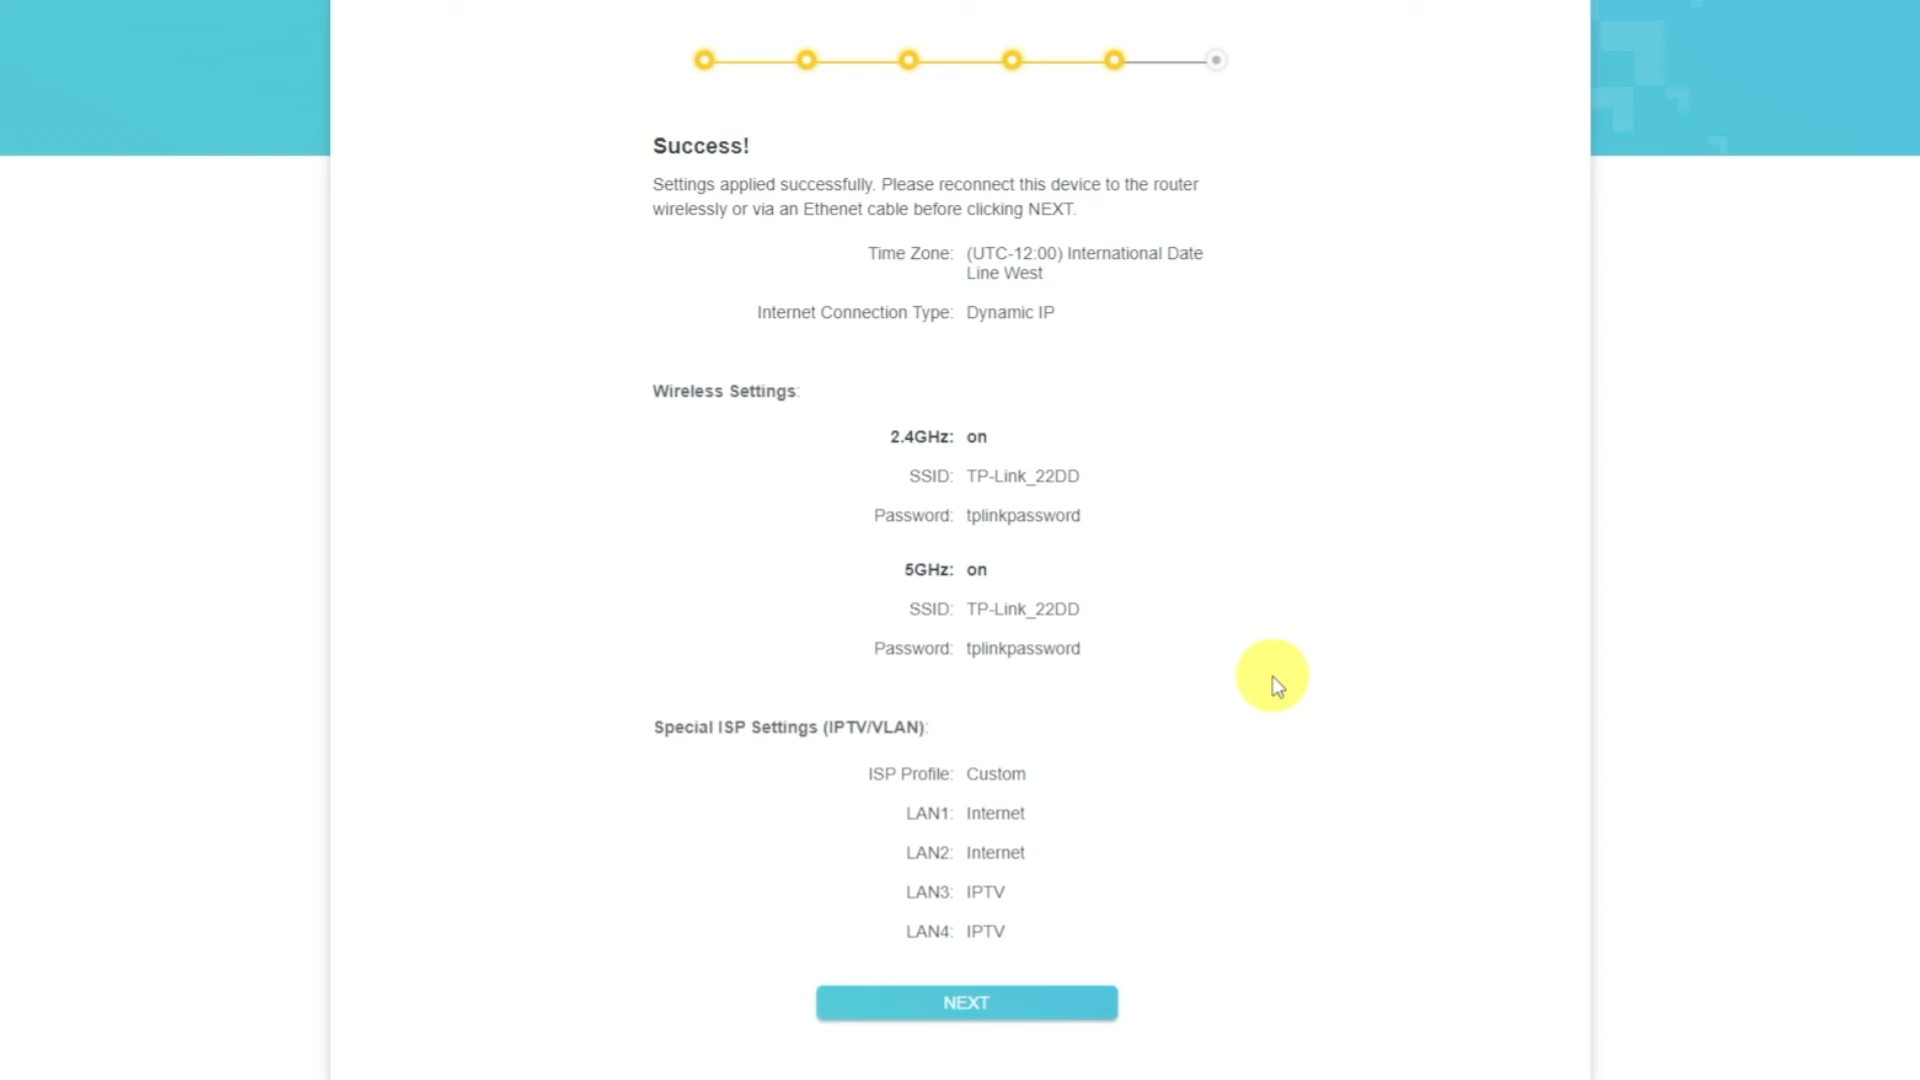 Success!
Settings applied successfully. Please reconnect this device to the router
wirelessly or via an Ethenet cable before clicking NEXT.
Time Zone: (UTC-12:00) International Date
Line West
Internet Connection Type: Dynamic IP
Wireless Settings:
2.4GHz: on
SSID: TP-Link_22DD
Password: tplinkpassword
5GHz: on
SSID: TP-Link_22DD
Password: tplinkpassword
Special ISP Settings (IPTV/VLAN):
ISP Profile: Custom
LAN1: Internet
LAN2: Internet
LAN3: IPTV
LAN4: IPTV
NEXT